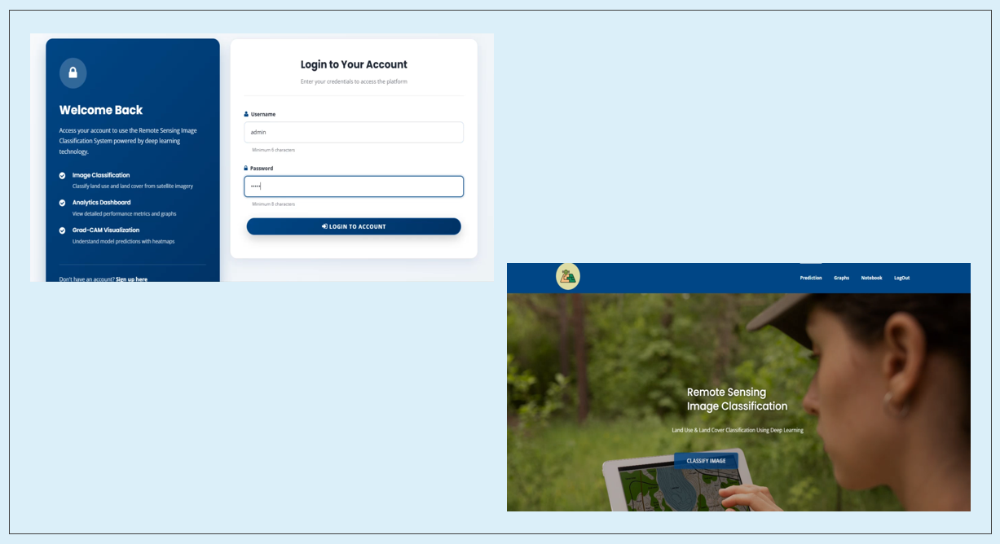 Welcome Back
Access your account to use the Remote Sensing Image
Classification System powered by deep learning
technology.
Image Classification
Classify land use and land cover from satellite imagery
Analytics Dashboard
View detailed performance metrics and graphs
Grad-CAM Visualization
Understand model predictions with heatmaps
Don't have an account? Sign up here
Login to Your Account
Enter your credentials to access the platform
Username
admin
Minimum 6 characters
Password
•••••
Minimum 8 characters
LOGIN TO ACCOUNT
Prediction Graphs Notebook LogOut
Remote Sensing
Image Classification
Land Use & Land Cover Classification Using Deep Learning
CLASSIFY IMAGE